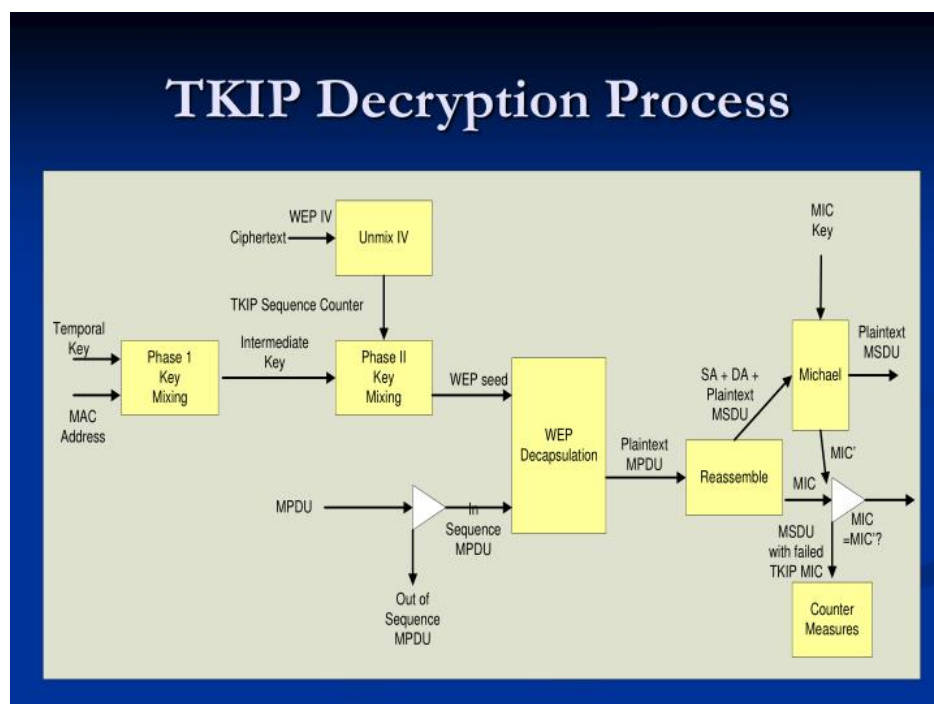 TKIP Decryption Process
WEP IV
Ciphertext
Unmix IV
MIC
Key
TKIP Sequence Counter
Temporal
Key
MAC
Address
Phase 1
Key
Mixing
Intermediate
Key
Phase II
Key
Mixing
WEP seed
WEP
Decapsulation
MPDU
In
Sequence
MPDU
Out of
Sequence
MPDU
Plaintext
MPDU
Reassemble
SA + DA +
Plaintext
MSDU
Michael
Plaintext
MSDU
MIC'
MIC
MIC
=MIC'?
MSDU
with failed
TKIP MIC
Counter
Measures